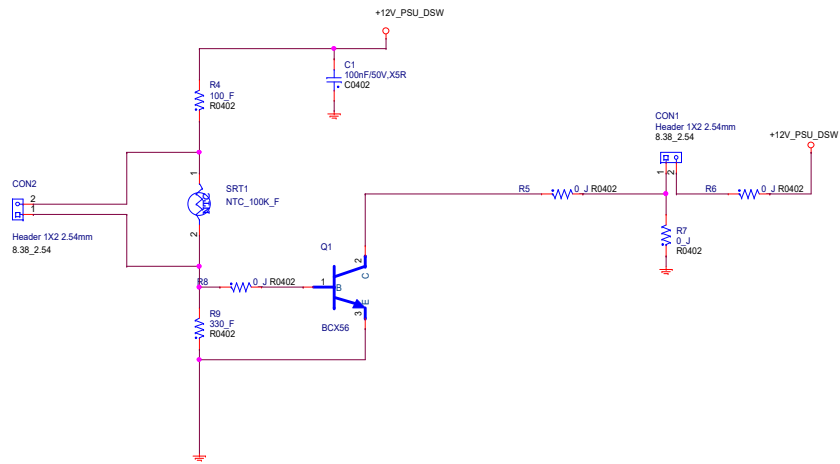 +12V_PSU_DSW
C1
100nF/50V,X5R
C0402
R4
100_F
R0402
CON1
Header 1X2 2.54mm
8.38_2.54
+12V_PSU_DSW
1
2
1
CON2
2
1
SRT1
NTC_100K_F
NTC
R5
0_J R0402
R6
0_J R0402
Header 1X2 2.54mm
8.38_2.54
2
R7
0_J
R0402
Q1
2
C
R8
0_J R0402
1
B
E
3
BCX56
R9
330_F
R0402